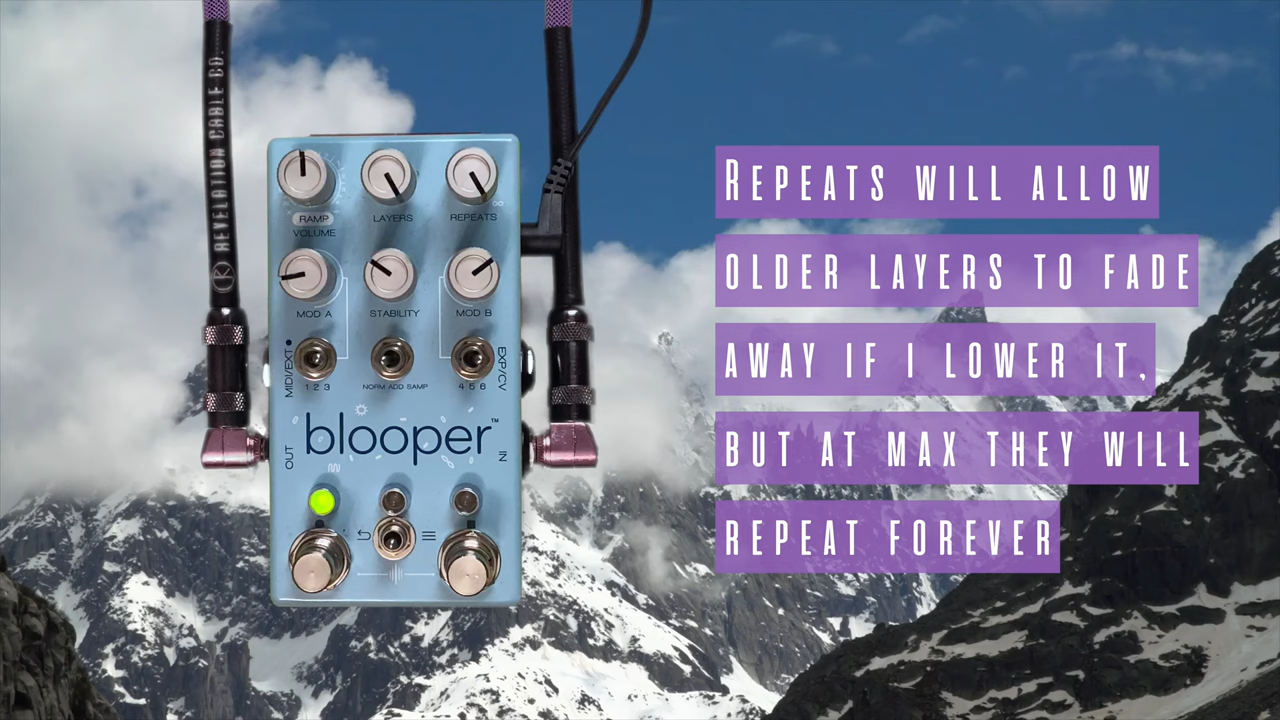 REVELATION CABLE CO.
RAMP
LAYERS
REPEATS
VOLUME
MOD A
STABILITY
MOD B
MIDI/EXT
EXP/CV
1 2 3
NORM ADD SAMP
4 5 6
blooper™
OUT
IN
REPEATS WILL ALLOW
OLDER LAYERS TO FADE
AWAY IF I LOWER IT,
BUT AT MAX THEY WILL
REPEAT FOREVER